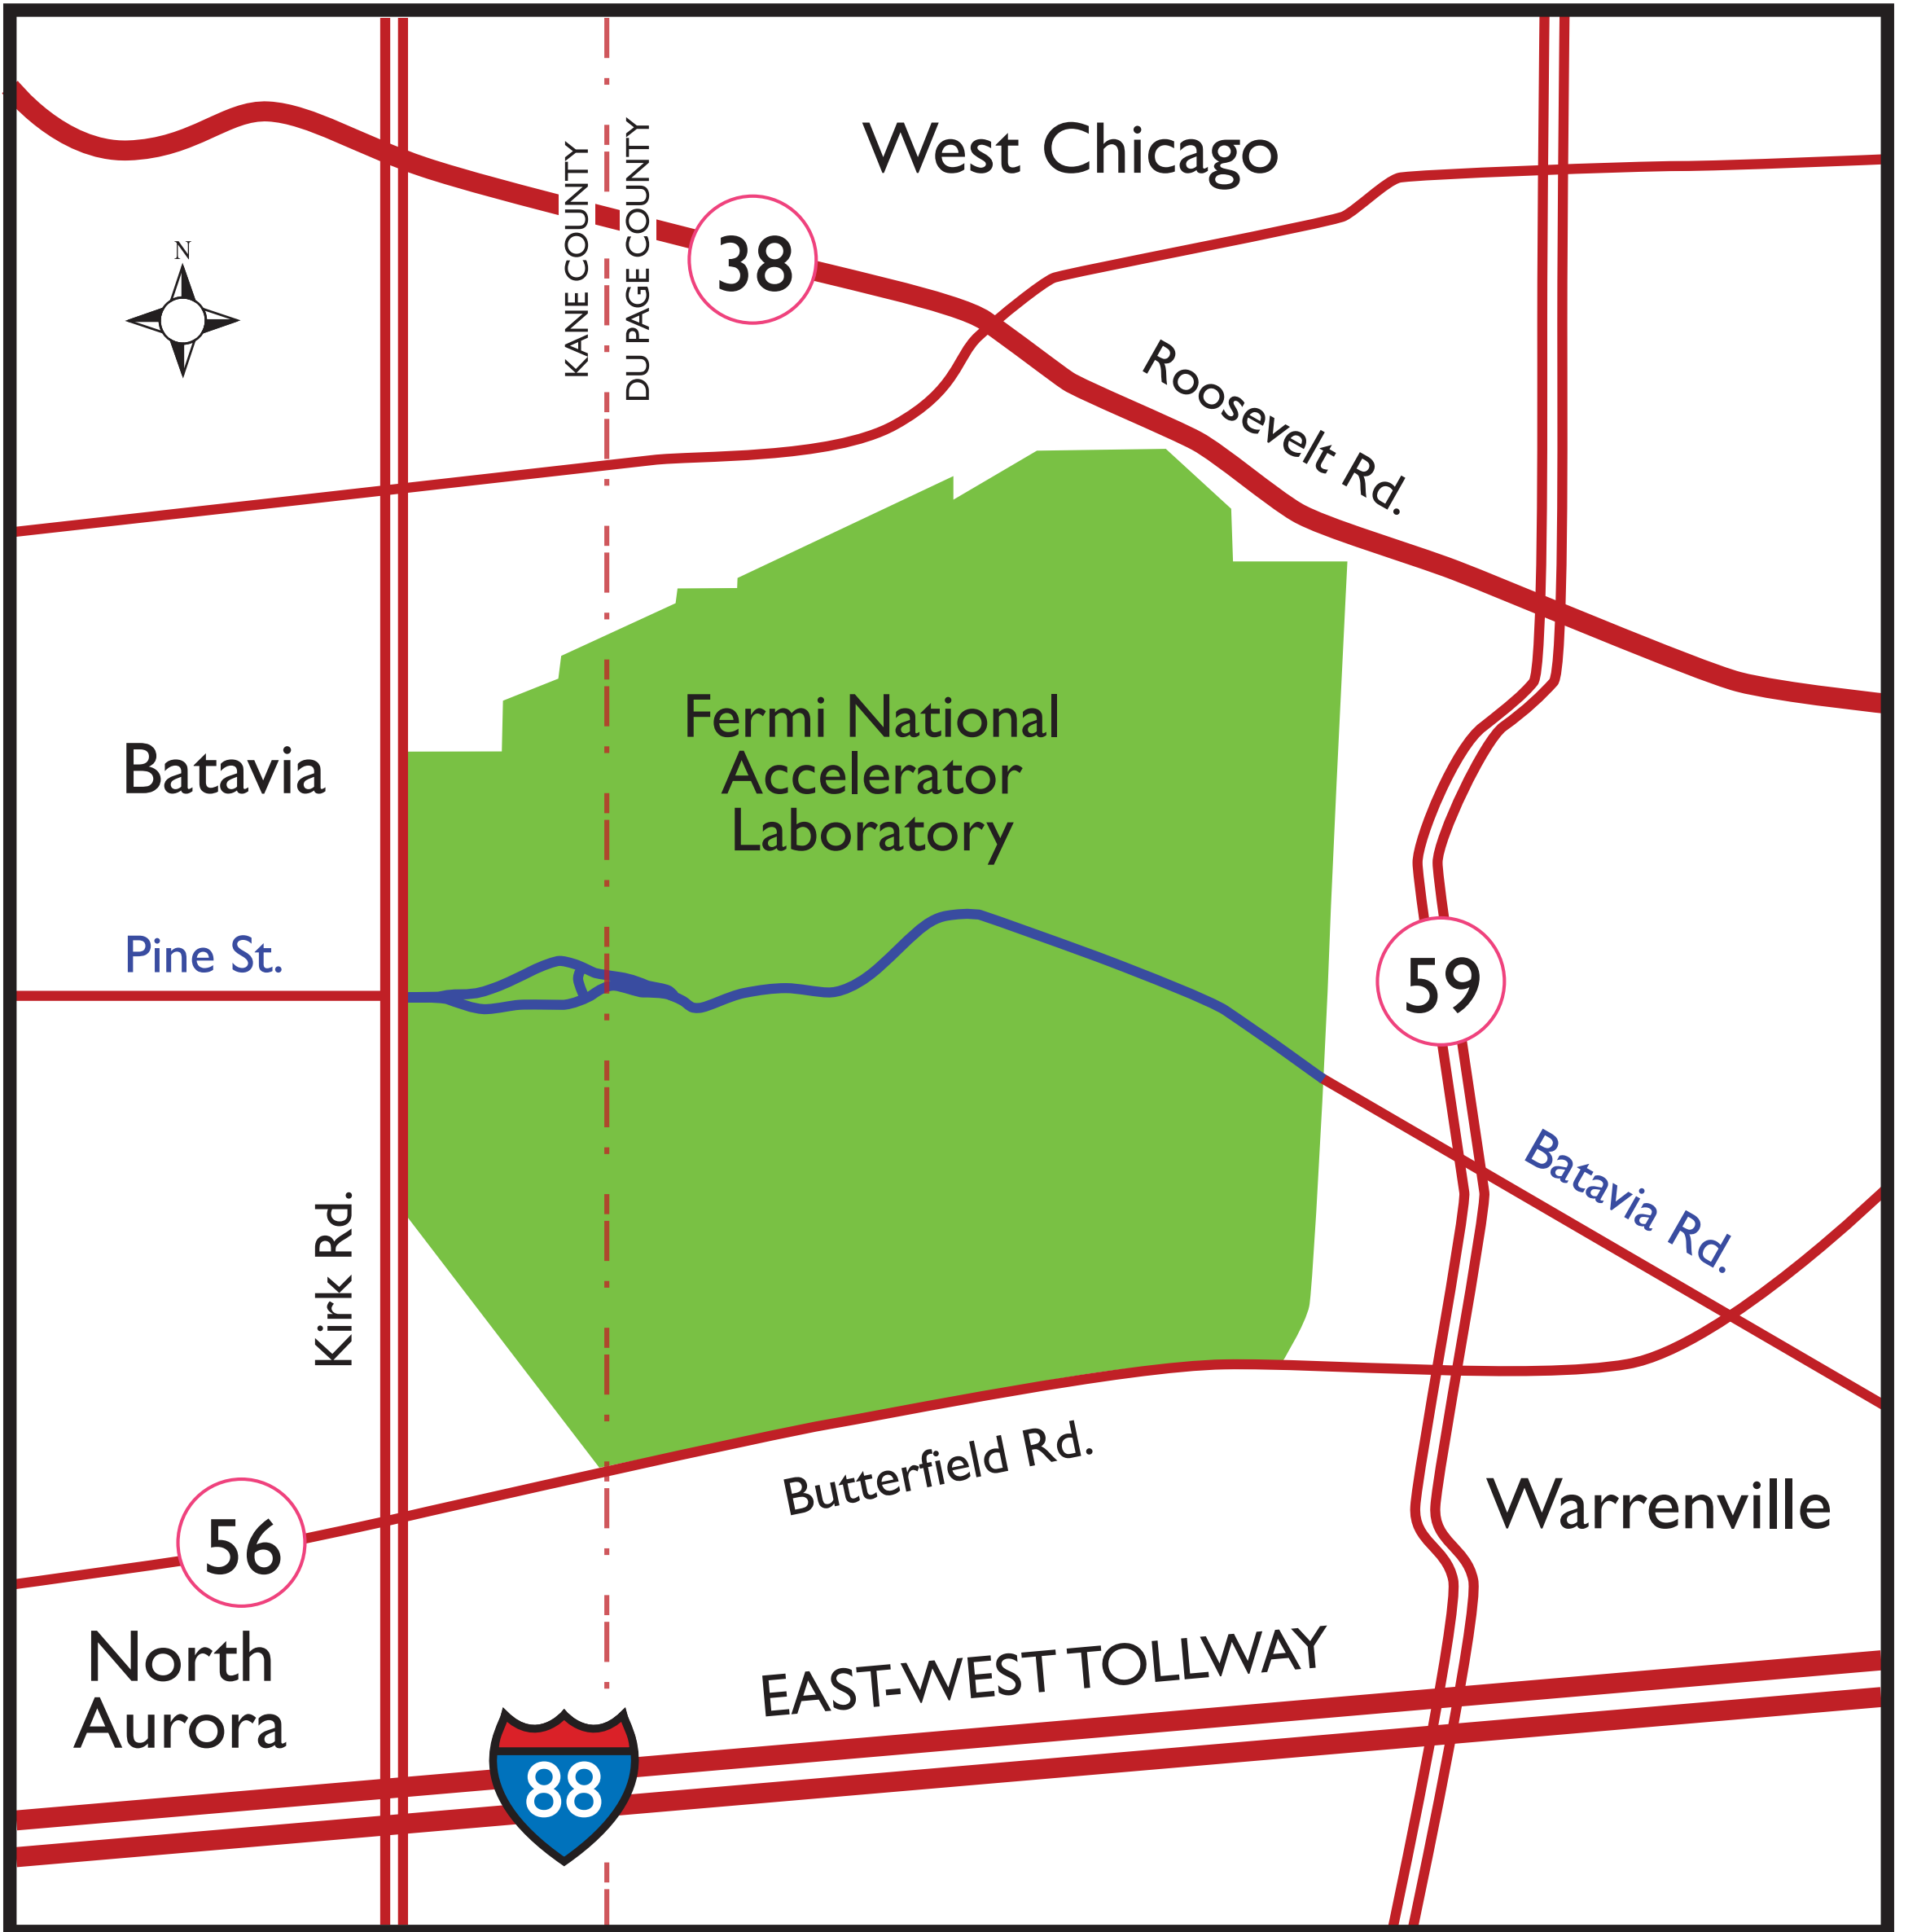 West Chicago
KANE COUNTY
DU PAGE COUNTY
N
38
Roosevelt Rd.
Fermi National
Accelerator
Laboratory
Batavia
Pine St.
59
Batavia Rd.
Kirk Rd.
Butterfield Rd.
Warrenville
56
North
Aurora
EAST-WEST TOLLWAY
88